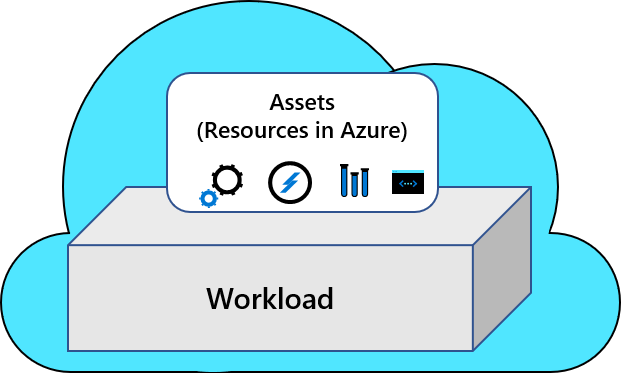 Assets
(Resources in Azure)
Workload